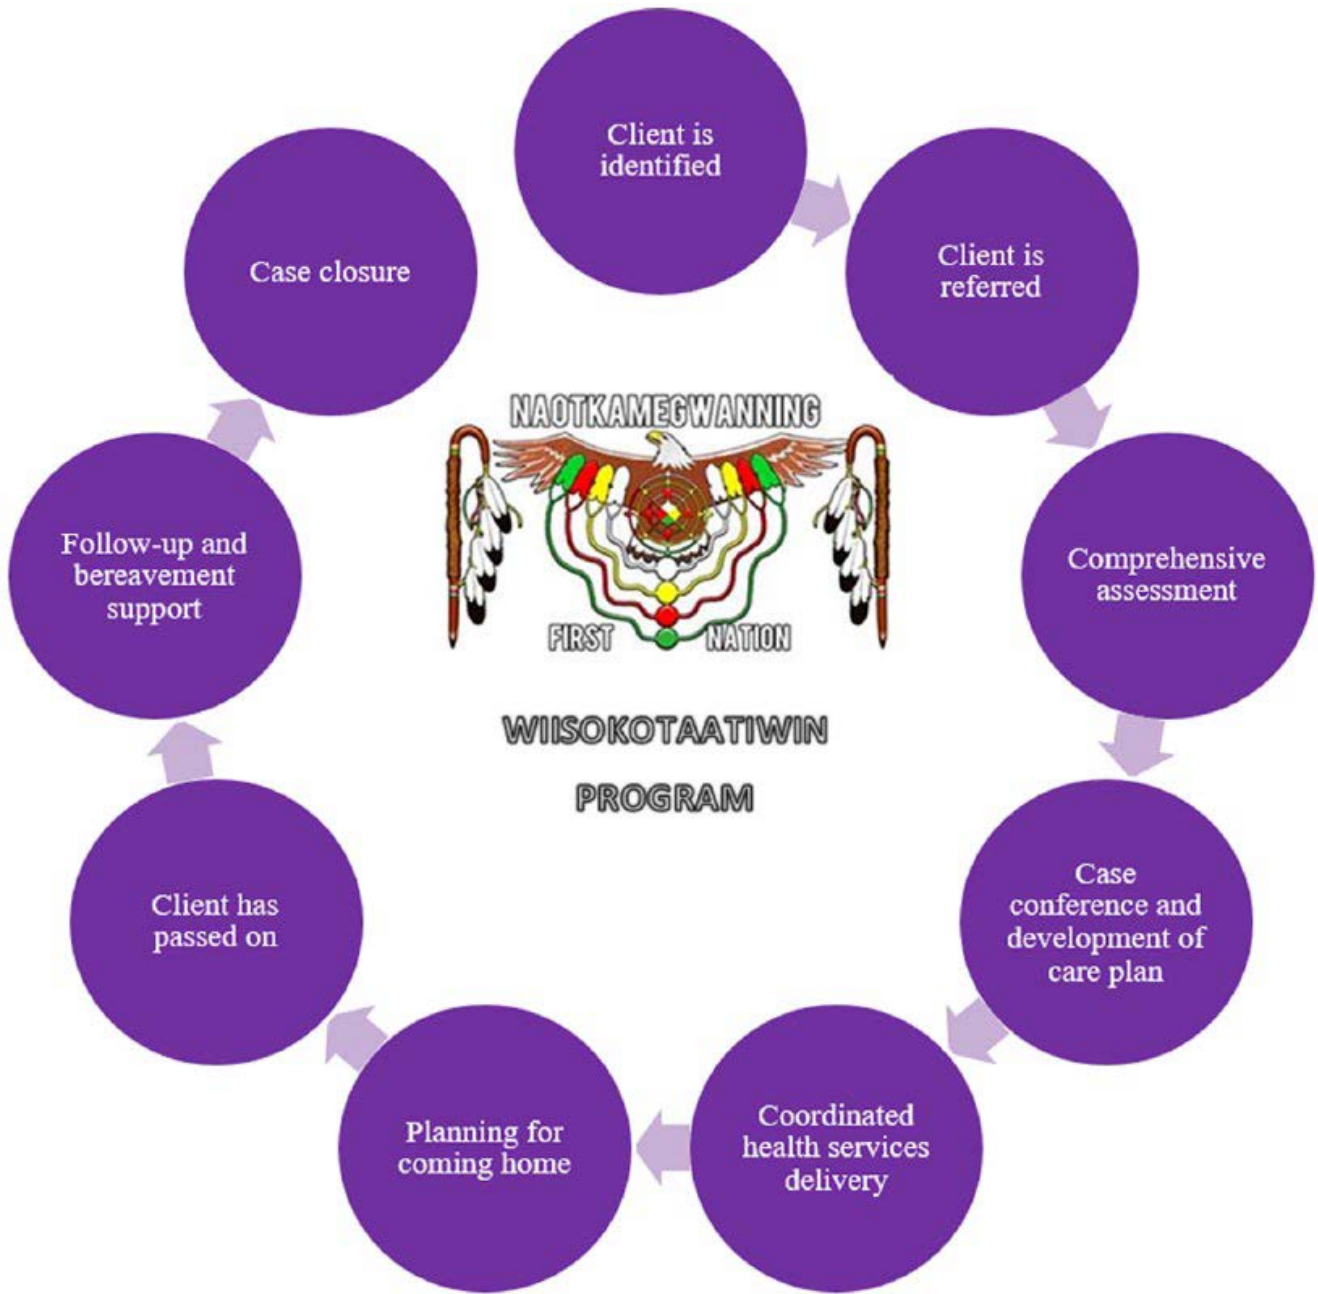 Client is
identified
Client is
referred
Comprehensive
assessment
Case
conference and
development of
care plan
Coordinated
health services
delivery
Planning for
coming home
Client has
passed on
Follow-up and
bereavement
support
Case closure
NAOTKAMEGWANNING
FIRST NATION
WIISOKOTAATIWIN
PROGRAM